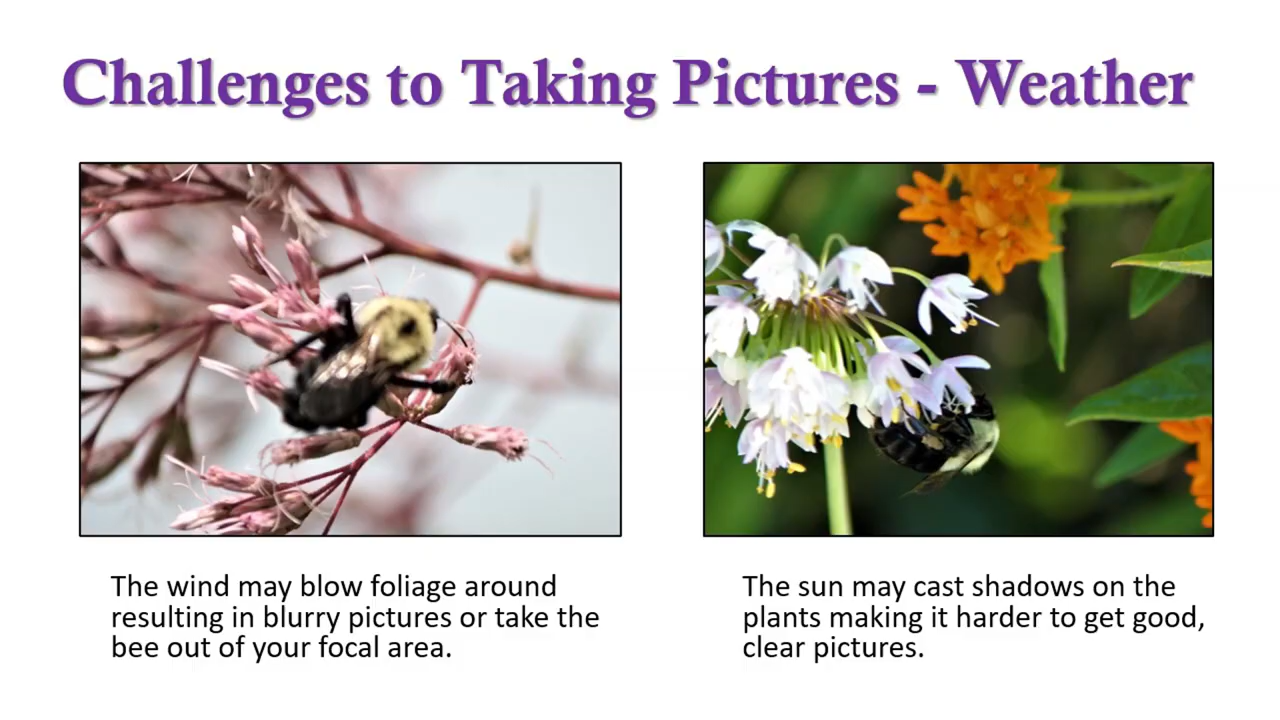 Challenges to Taking Pictures - Weather
The wind may blow foliage around
resulting in blurry pictures or take the
bee out of your focal area.
The sun may cast shadows on the
plants making it harder to get good,
clear pictures.